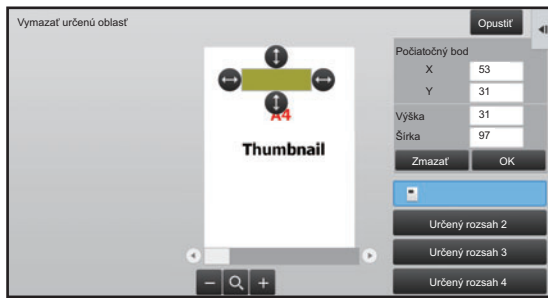 Vymazať určenú oblasť
Opustiť
A4
Thumbnail
Počiatočný bod
X 53
Y 31
Výška 31
Šírka 97
Zmazať OK
Určený rozsah 2
Určený rozsah 3
Určený rozsah 4